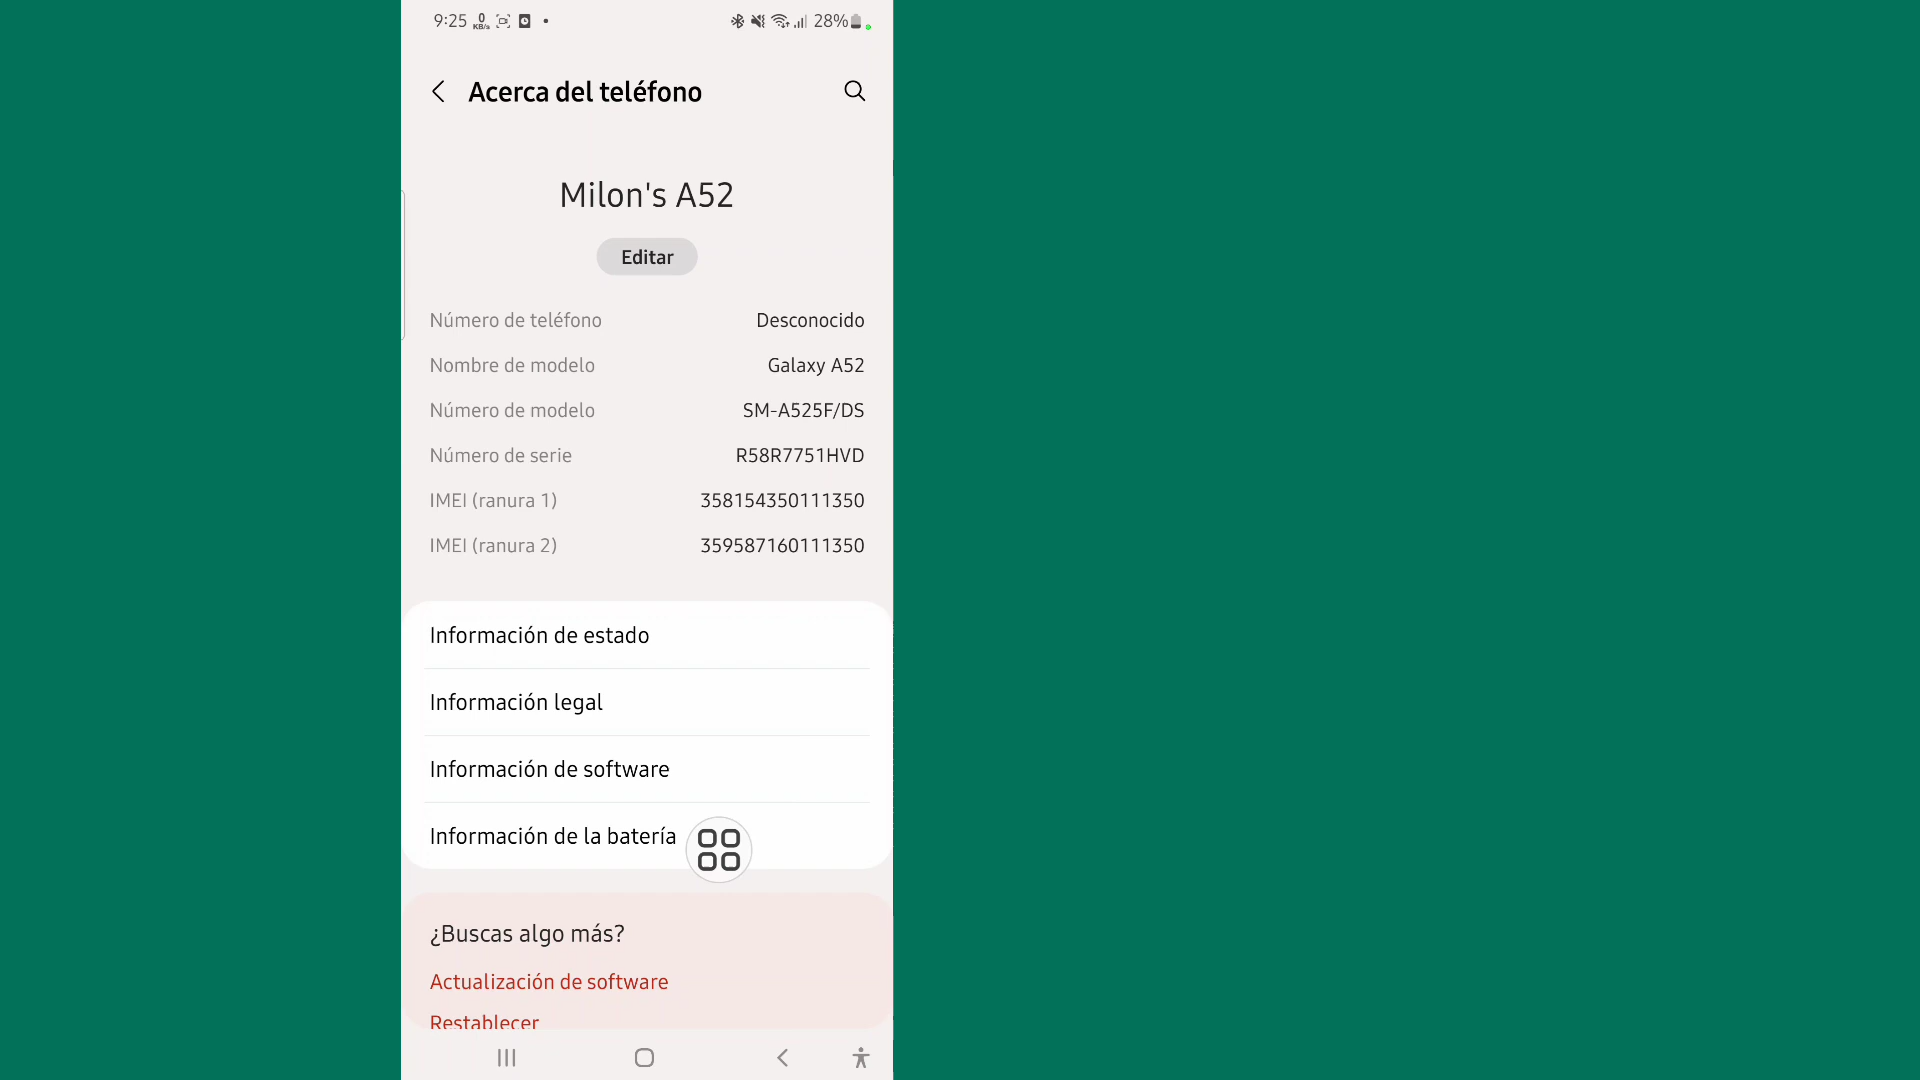 9:25 0 KB/s 28%
Acerca del teléfono
Milon's A52
Editar
Número de teléfono Desconocido
Nombre de modelo Galaxy A52
Número de modelo SM-A525F/DS
Número de serie R58R7751HVD
IMEI (ranura 1) 358154350111350
IMEI (ranura 2) 359587160111350
Información de estado
Información legal
Información de software
Información de la batería
¿Buscas algo más?
Actualización de software
Restablecer